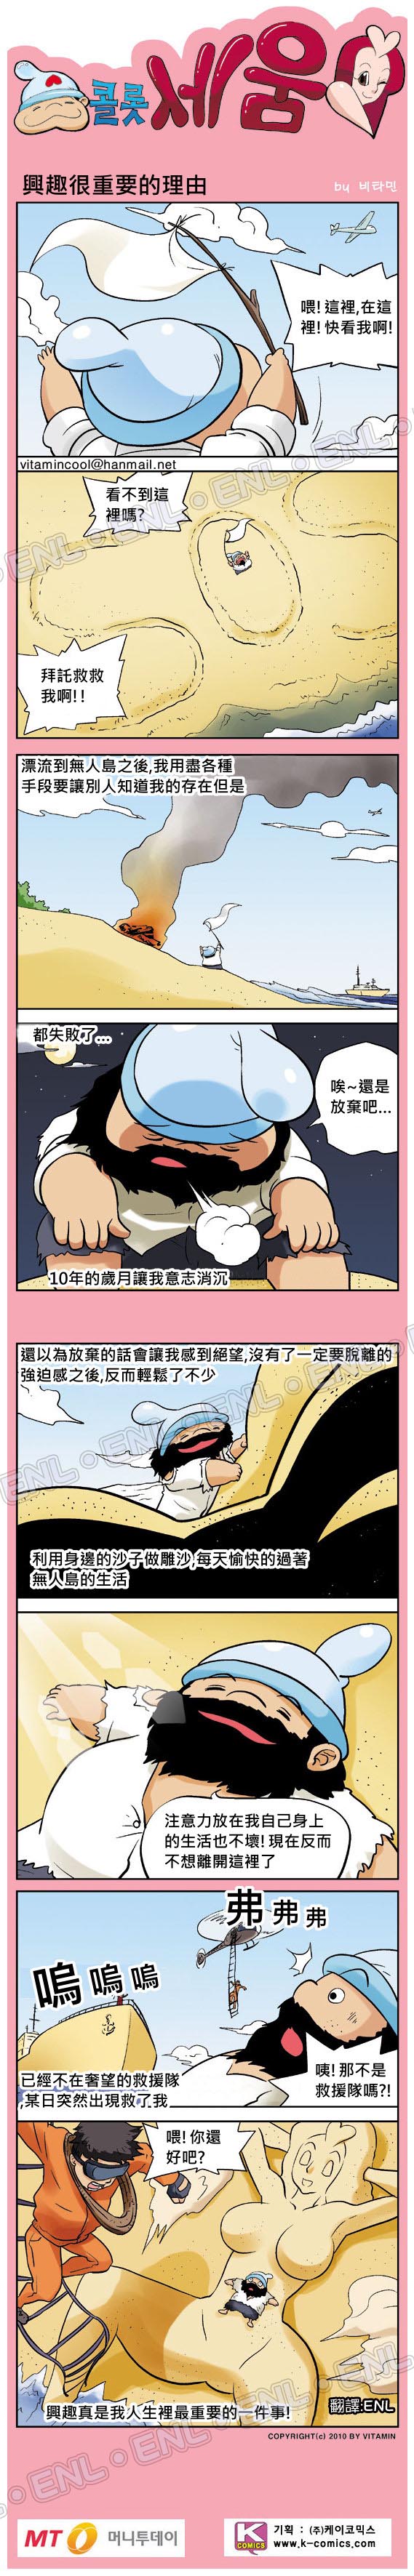 콜롯 세움
興趣很重要的理由
by 비타민
喂!這裡,在這
裡!快看我啊!
vitamincool@hanmail.net
看不到這
裡嗎?
拜託救救
我啊!!
漂流到無人島之後,我用盡各種
手段要讓別人知道我的存在但是
都失敗了...
唉~還是
放棄吧...
10年的歲月讓我意志消沉
還以為放棄的話會讓我感到絕望,沒有了一定要脫離的
強迫感之後,反而輕鬆了不少
利用身邊的沙子做雕沙,每天愉快的過著
無人島的生活
注意力放在我自己身上
的生活也不壞!現在反而
不想離開這裡了
弗 弗 弗
嗚 嗚 嗚
咦!那不是
救援隊嗎?!
已經不在奢望的救援隊
,某日突然出現救了我
喂!你還
好吧?
興趣真是我人生裡最重要的一件事!
翻譯:ENL
COPYRIGHT(c) 2010 BY VITAMIN
ENL ENL ENL ENL
ENL ENL ENL ENL
ENL ENL ENL ENL
MT 머니투데이
K COMICS
기획 : (주)케이코믹스
www.k-comics.com